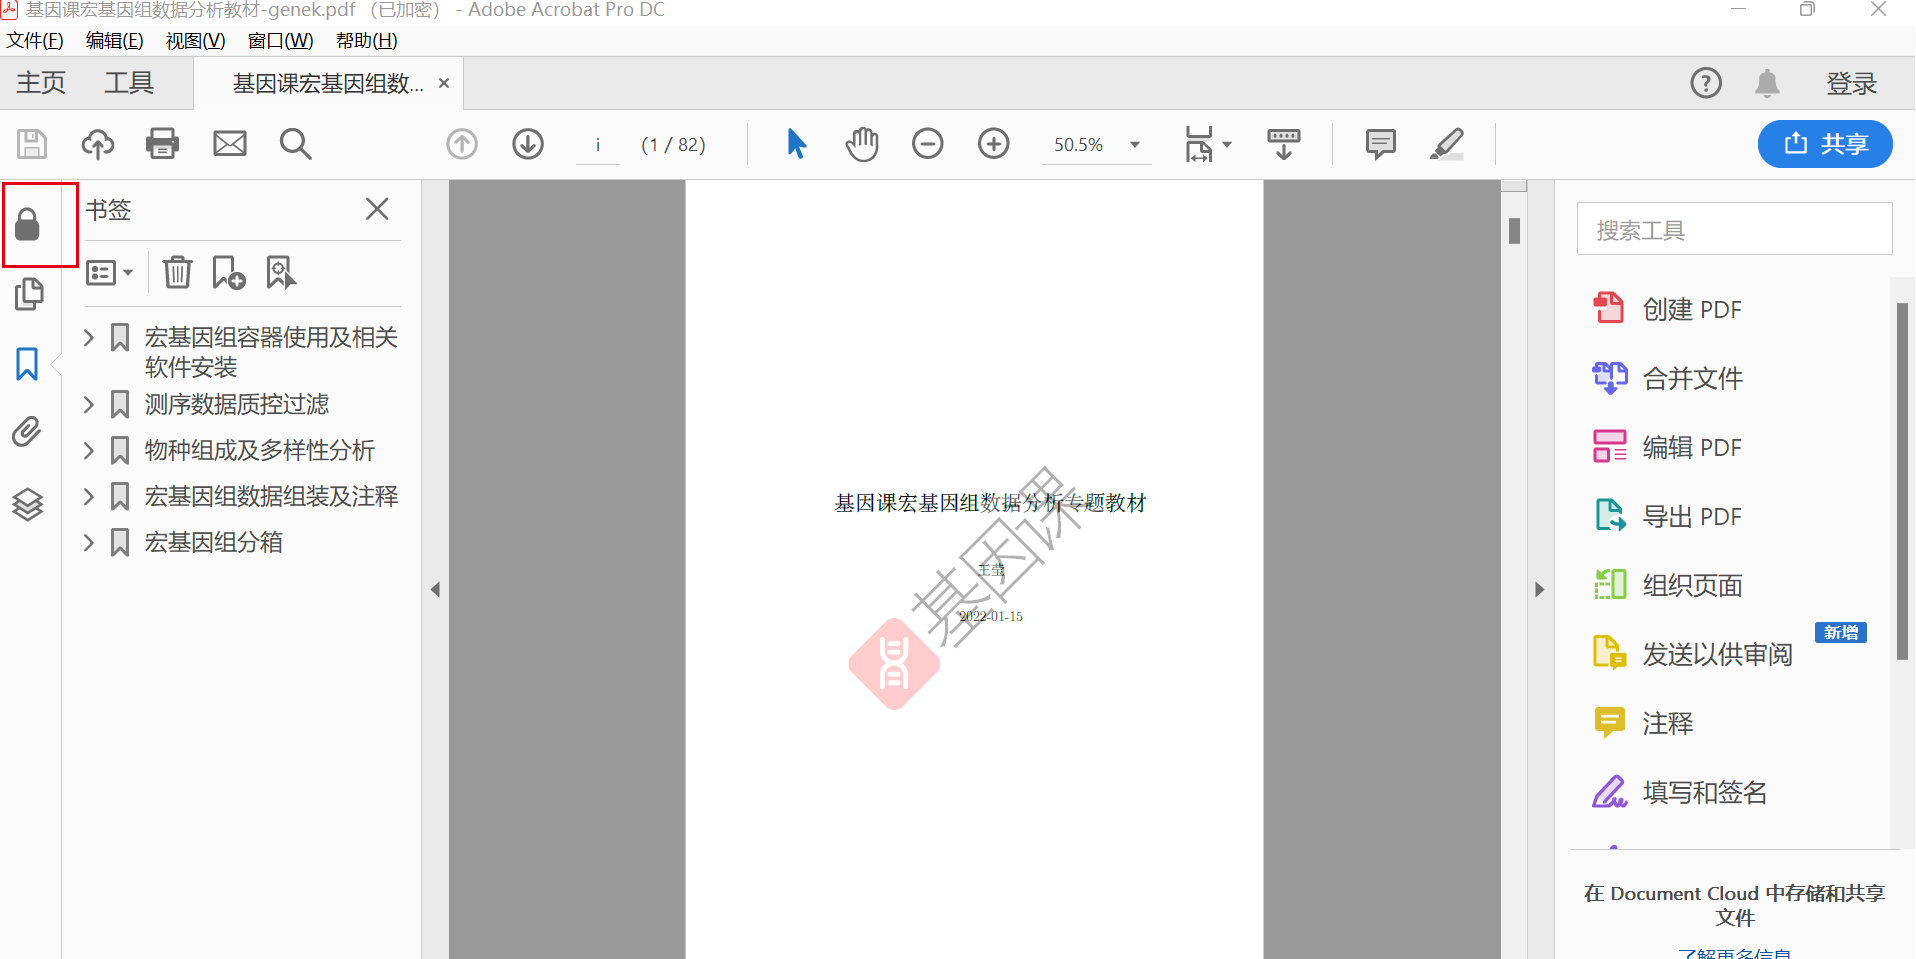 基因课宏基因组数据分析教材-genek.pdf （已加密） - Adobe Acrobat Pro DC
文件(F) 编辑(E) 视图(V) 窗口(W) 帮助(H)
主页 工具 基因课宏基因组数... × 登录
i (1 / 82) 50.5% 共享
书签
宏基因组容器使用及相关
软件安装
测序数据质控过滤
物种组成及多样性分析
宏基因组数据组装及注释
宏基因组分箱
基因课宏基因组数据分析专题教材
王莹
2022-01-15
基因课
搜索工具
创建 PDF
合并文件
编辑 PDF
导出 PDF
组织页面
新增
发送以供审阅
注释
填写和签名
在 Document Cloud 中存储和共享
文件
了解更多信息